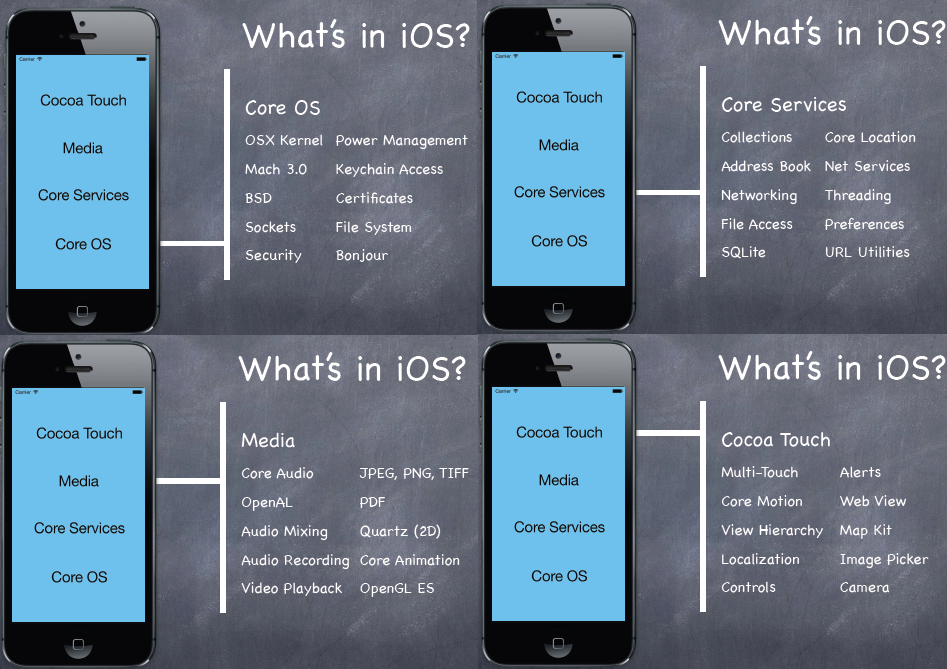 What's in iOS?
Carrier
Cocoa Touch
Media
Core Services
Core OS
Core OS
OSX Kernel Power Management
Mach 3.0 Keychain Access
BSD Certificates
Sockets File System
Security Bonjour
What's in iOS?
Carrier
Cocoa Touch
Media
Core Services
Core OS
Core Services
Collections Core Location
Address Book Net Services
Networking Threading
File Access Preferences
SQLite URL Utilities
What's in iOS?
Carrier
Cocoa Touch
Media
Core Services
Core OS
Media
Core Audio JPEG, PNG, TIFF
OpenAL PDF
Audio Mixing Quartz (2D)
Audio Recording Core Animation
Video Playback OpenGL ES
What's in iOS?
Carrier
Cocoa Touch
Media
Core Services
Core OS
Cocoa Touch
Multi-Touch Alerts
Core Motion Web View
View Hierarchy Map Kit
Localization Image Picker
Controls Camera